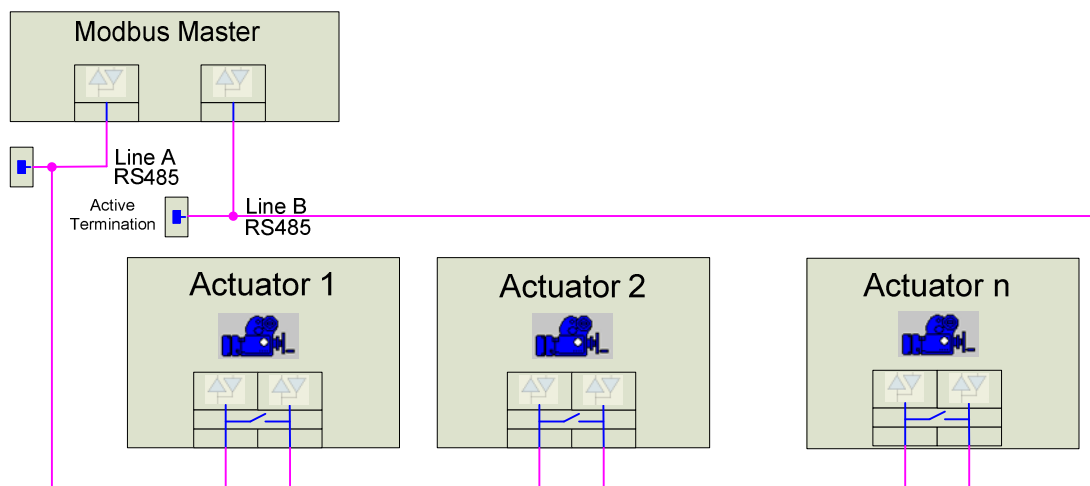 Modbus Master
Line A
RS485
Active
Termination
Line B
RS485
Actuator 1
Actuator 2
Actuator n